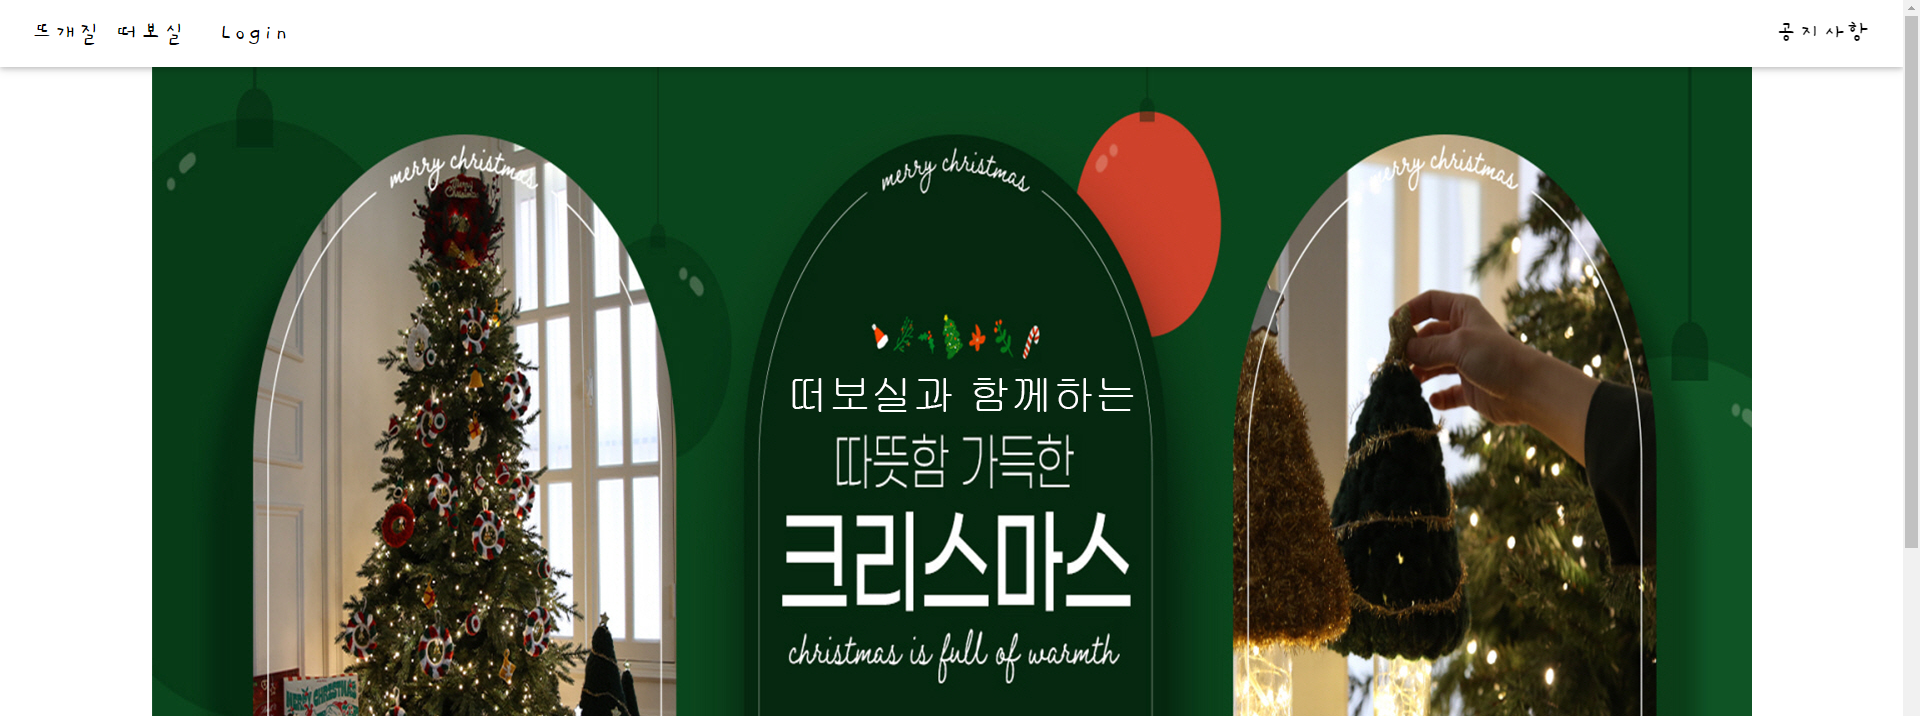 뜨개질 떠보실 Login 공지사항
merry christmas
merry christmas
merry christmas
떠보실과 함께하는
따뜻함 가득한
크리스마스
christmas is full of warmth
MERRY CHRISTMAS